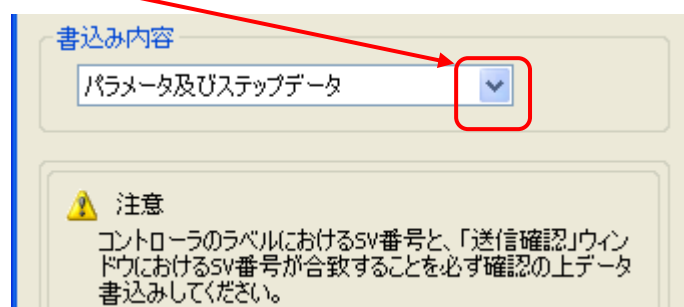 書込み内容
パラメータ及びステップデータ
注意
コントローラのラベルにおけるSV番号と、「送信確認」ウィン
ドウにおけるSV番号が合致することを必ず確認の上データ
書込みしてください。